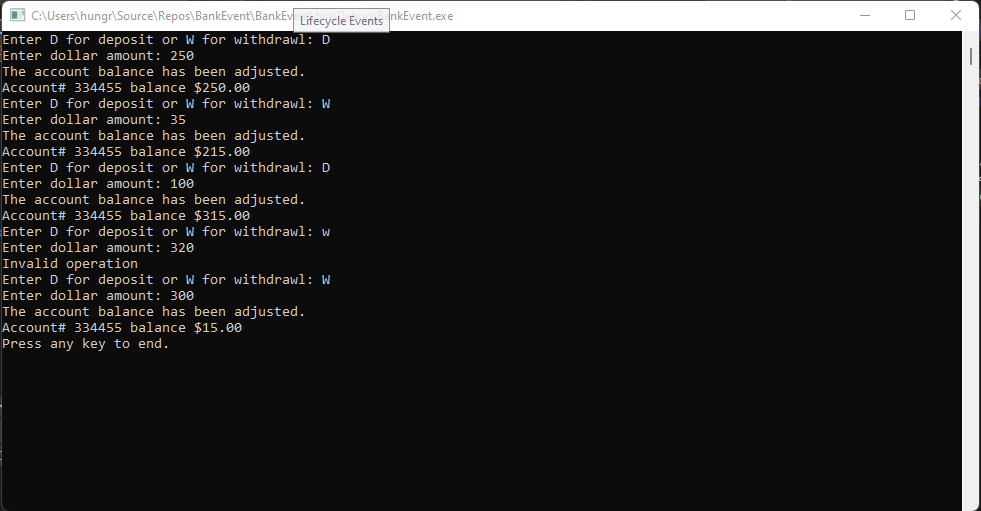 C:\Users\hungr\Source\Repos\BankEvent\BankEvent BankEvent.exe
Lifecycle Events
Enter D for deposit or W for withdrawl: D
Enter dollar amount: 250
The account balance has been adjusted.
Account# 334455 balance $250.00
Enter D for deposit or W for withdrawl: W
Enter dollar amount: 35
The account balance has been adjusted.
Account# 334455 balance $215.00
Enter D for deposit or W for withdrawl: D
Enter dollar amount: 100
The account balance has been adjusted.
Account# 334455 balance $315.00
Enter D for deposit or W for withdrawl: w
Enter dollar amount: 320
Invalid operation
Enter D for deposit or W for withdrawl: W
Enter dollar amount: 300
The account balance has been adjusted.
Account# 334455 balance $15.00
Press any key to end.